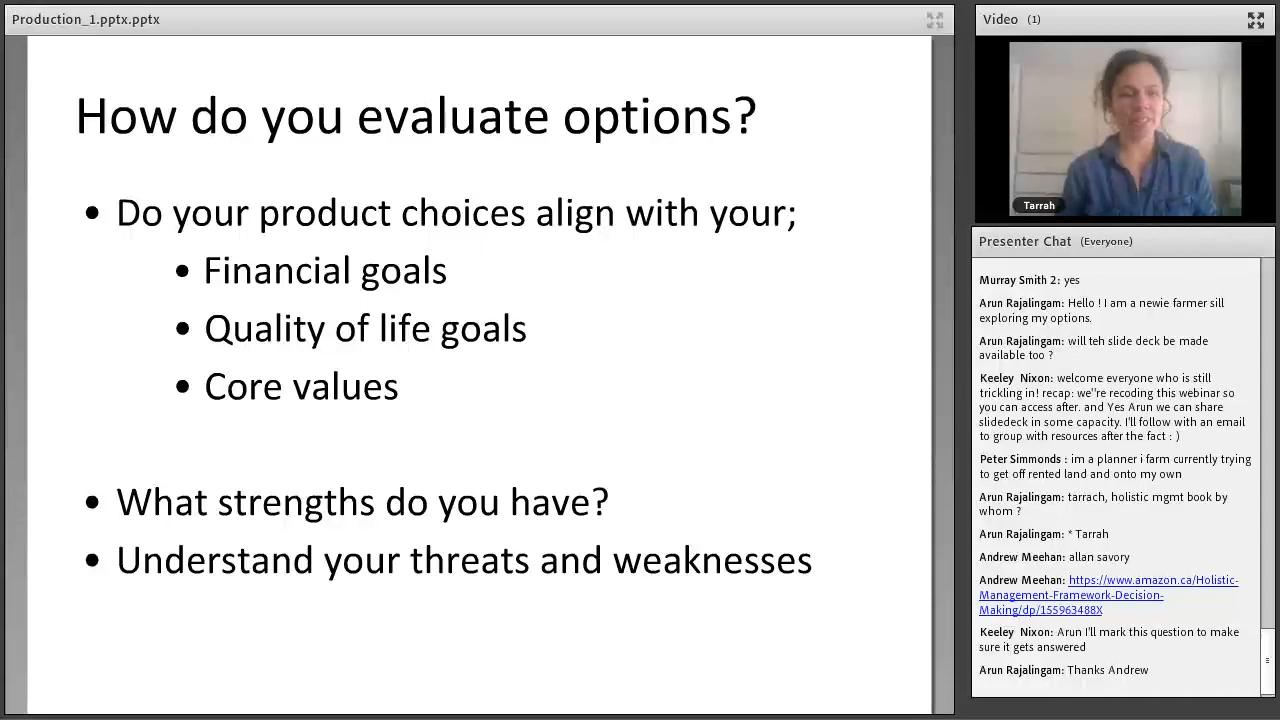 Production_1.pptx.pptx
How do you evaluate options?
• Do your product choices align with your;
• Financial goals
• Quality of life goals
• Core values
• What strengths do you have?
• Understand your threats and weaknesses
Video (1)
Tarrah
Presenter Chat (Everyone)
Murray Smith 2: yes
Arun Rajalingam: Hello ! I am a newie farmer sill
exploring my options.
Arun Rajalingam: will teh slide deck be made
available too ?
Keeley Nixon: welcome everyone who is still
trickling in! recap: we"re recoding this webinar so
you can access after. and Yes Arun we can share
slidedeck in some capacity. I'll follow with an email
to group with resources after the fact : )
Peter Simmonds : im a planner i farm currently trying
to get off rented land and onto my own
Arun Rajalingam: tarrach, holistic mgmt book by
whom ?
Arun Rajalingam: * Tarrah
Andrew Meehan: allan savory
Andrew Meehan: https://www.amazon.ca/Holistic-
Management-Framework-Decision-
Making/dp/155963488X
Keeley Nixon: Arun I'll mark this question to make
sure it gets answered
Arun Rajalingam: Thanks Andrew